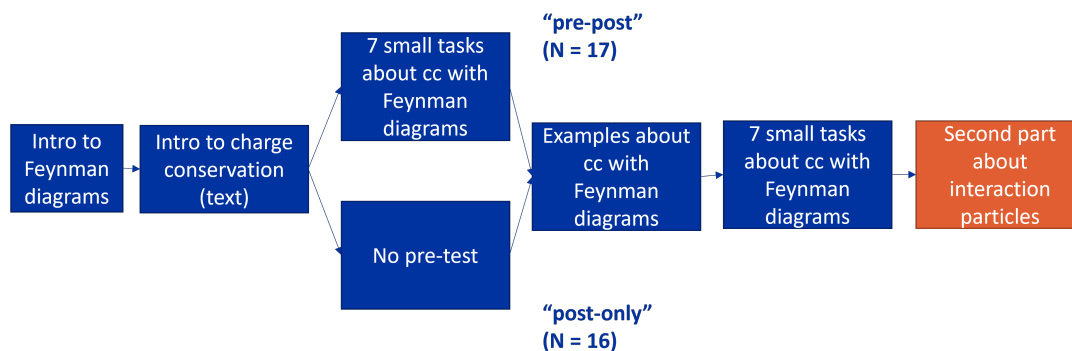 Intro to
Feynman
diagrams
Intro to charge
conservation
(text)
7 small tasks
about cc with
Feynman
diagrams
"pre-post"
(N = 17)
No pre-test
"post-only"
(N = 16)
Examples about
cc with
Feynman
diagrams
7 small tasks
about cc with
Feynman
diagrams
Second part
about
interaction
particles